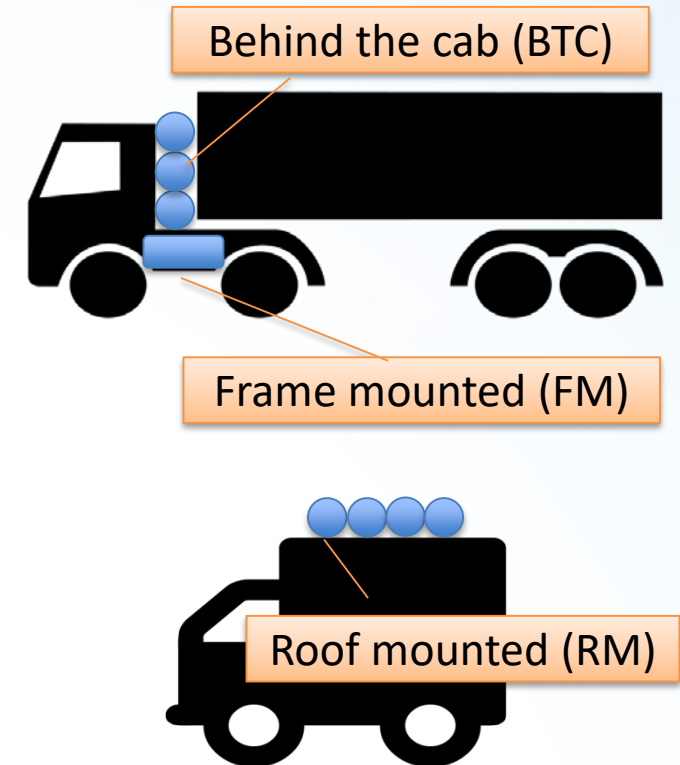 Behind the cab (BTC)
Frame mounted (FM)
Roof mounted (RM)